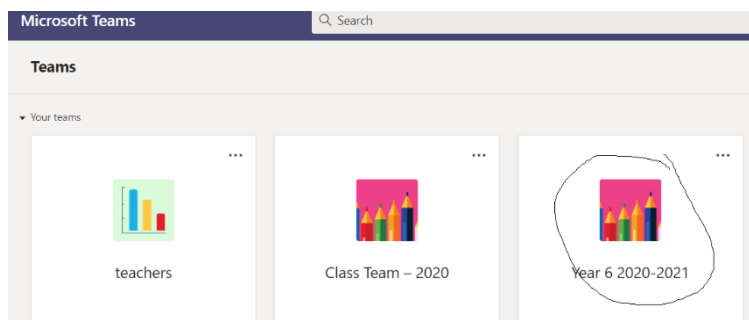 Microsoft Teams
Search
Teams
Your teams
teachers
Class Team – 2020
Year 6 2020-2021